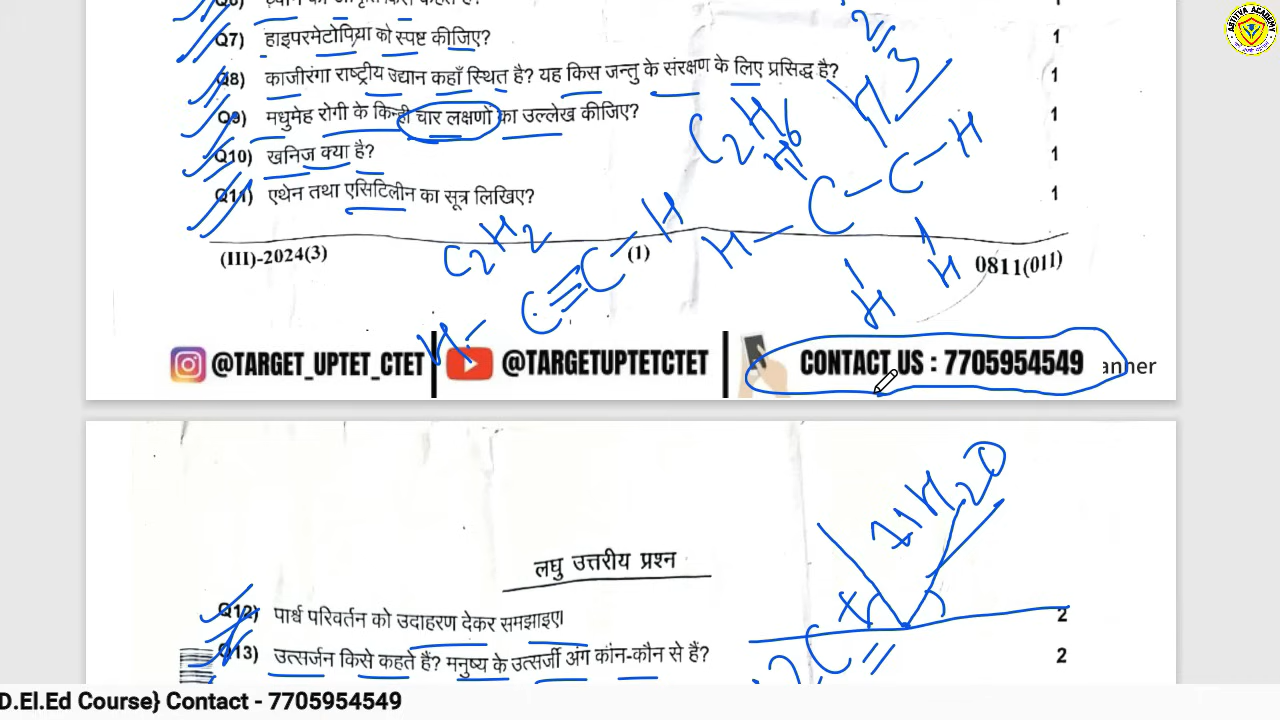 ASTITVA ACADEMY
Q7) हाइपरमेटोपिया को स्पष्ट कीजिए? 1
Q8) काजीरंगा राष्ट्रीय उद्यान कहाँ स्थित है? यह किस जन्तु के संरक्षण के लिए प्रसिद्ध है? 1
Q9) मधुमेह रोगी के किन्ही चार लक्षणों का उल्लेख कीजिए? 1
Q10) खनिज क्या है? 1
Q11) एथेन तथा एसिटिलीन का सूत्र लिखिए? 1
C2H6
H C – C – H
H – H H
C2H2
H- C≡C-H
(III)-2024(3) (1) 0811(011)
@TARGET_UPTET_CTET @TARGETUPTETCTET CONTACT US : 7705954549 anner
लघु उत्तरीय प्रश्न
Q12) पार्श्व परिवर्तन को उदाहरण देकर समझाइए। 2
Q13) उत्सर्जन किसे कहते हैं? मनुष्य के उत्सर्जी अंग कौन-कौन से हैं? 2
D.El.Ed Course} Contact - 7705954549